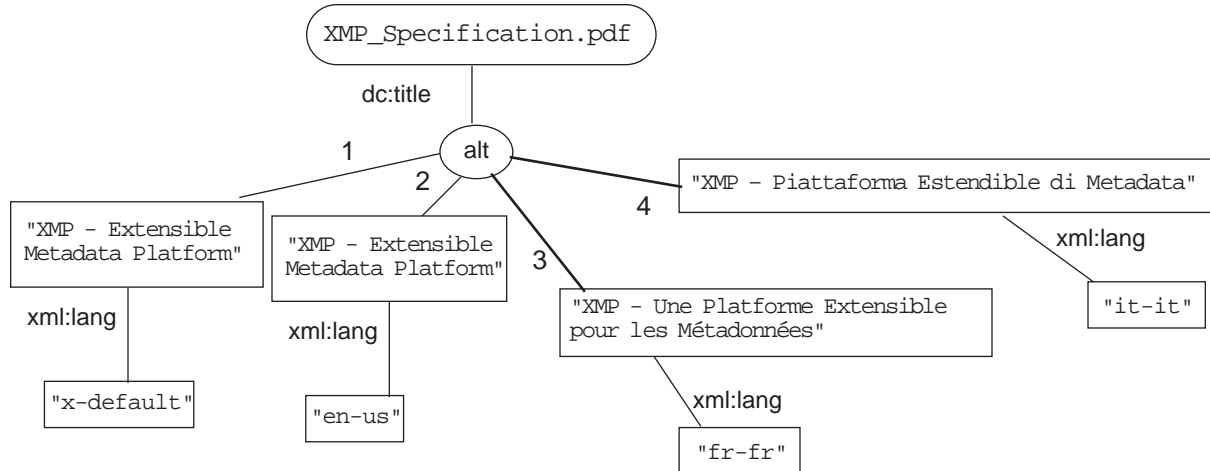 XMP_Specification.pdf
dc:title
alt
1
2
3
4
"XMP – Extensible
Metadata Platform"
xml:lang
"x-default"
"XMP – Extensible
Metadata Platform"
xml:lang
"en-us"
"XMP – Une Platforme Extensible
pour les Métadonnées"
xml:lang
"fr-fr"
"XMP – Piattaforma Estendible di Metadata"
xml:lang
"it-it"